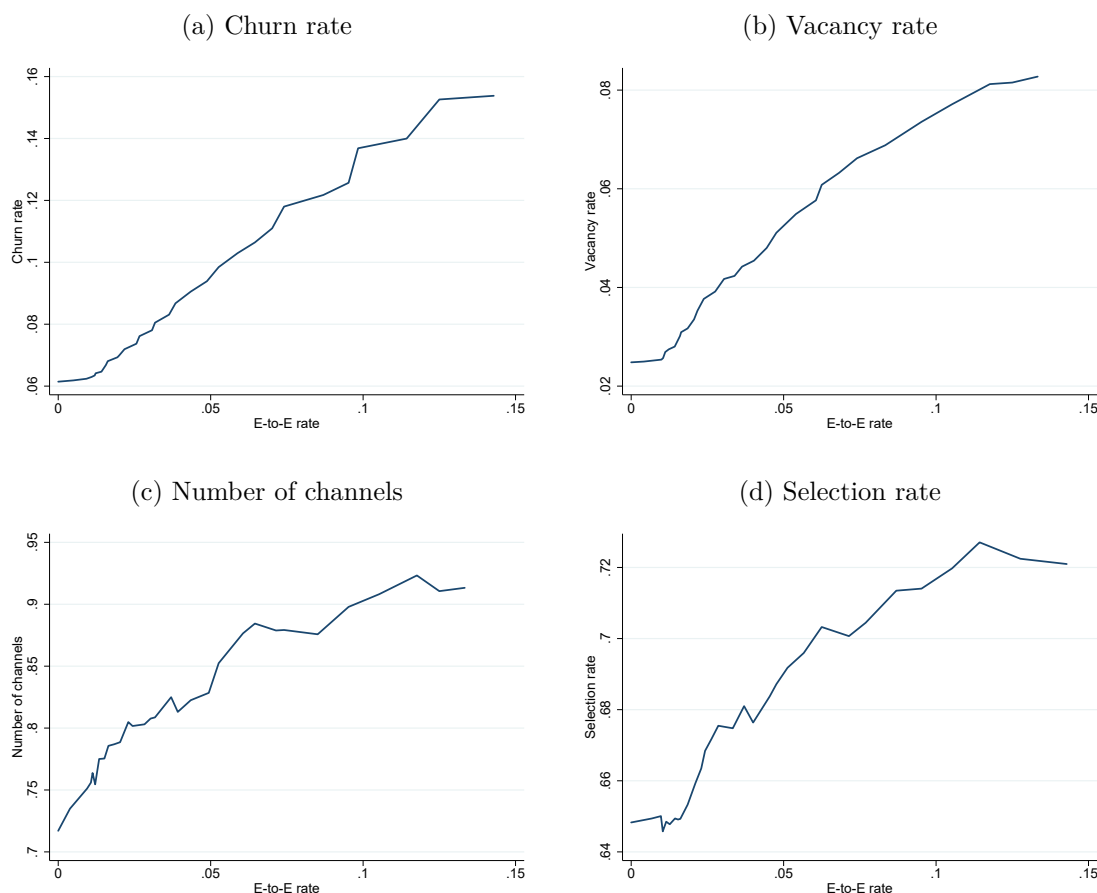 (a) Churn rate
.16
.14
.12
.1
.08
.06
Churn rate
0 .05 .1 .15
E-to-E rate
(b) Vacancy rate
.08
.06
.04
.02
Vacancy rate
0 .05 .1 .15
E-to-E rate
(c) Number of channels
.95
.9
.85
.8
.75
.7
Number of channels
0 .05 .1 .15
E-to-E rate
(d) Selection rate
.72
.7
.68
.66
.64
Selection rate
0 .05 .1 .15
E-to-E rate